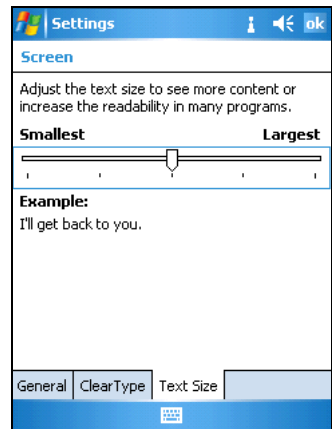 Settings ok
Screen
Adjust the text size to see more content or
increase the readability in many programs.
Smallest Largest
Example:
I'll get back to you.
General ClearType Text Size